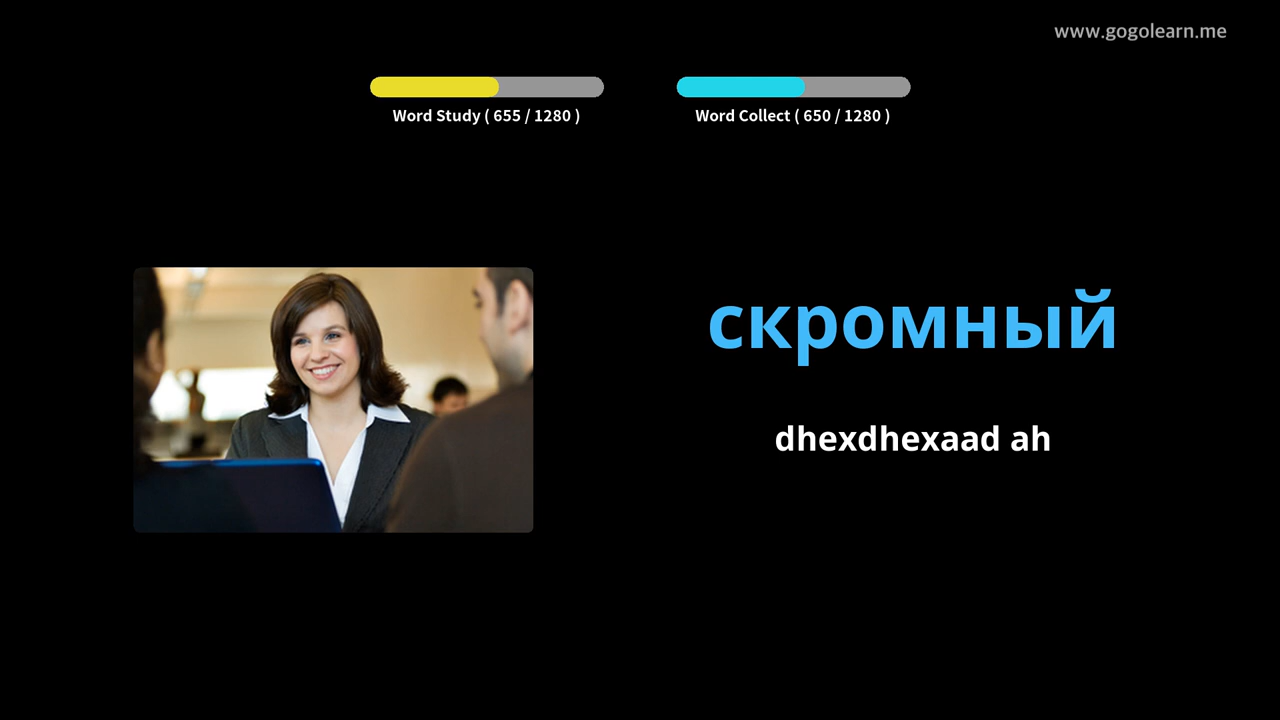 www.gogolearn.me
Word Study ( 655 / 1280 )
Word Collect ( 650 / 1280 )
скромный
dhexdhexaad ah